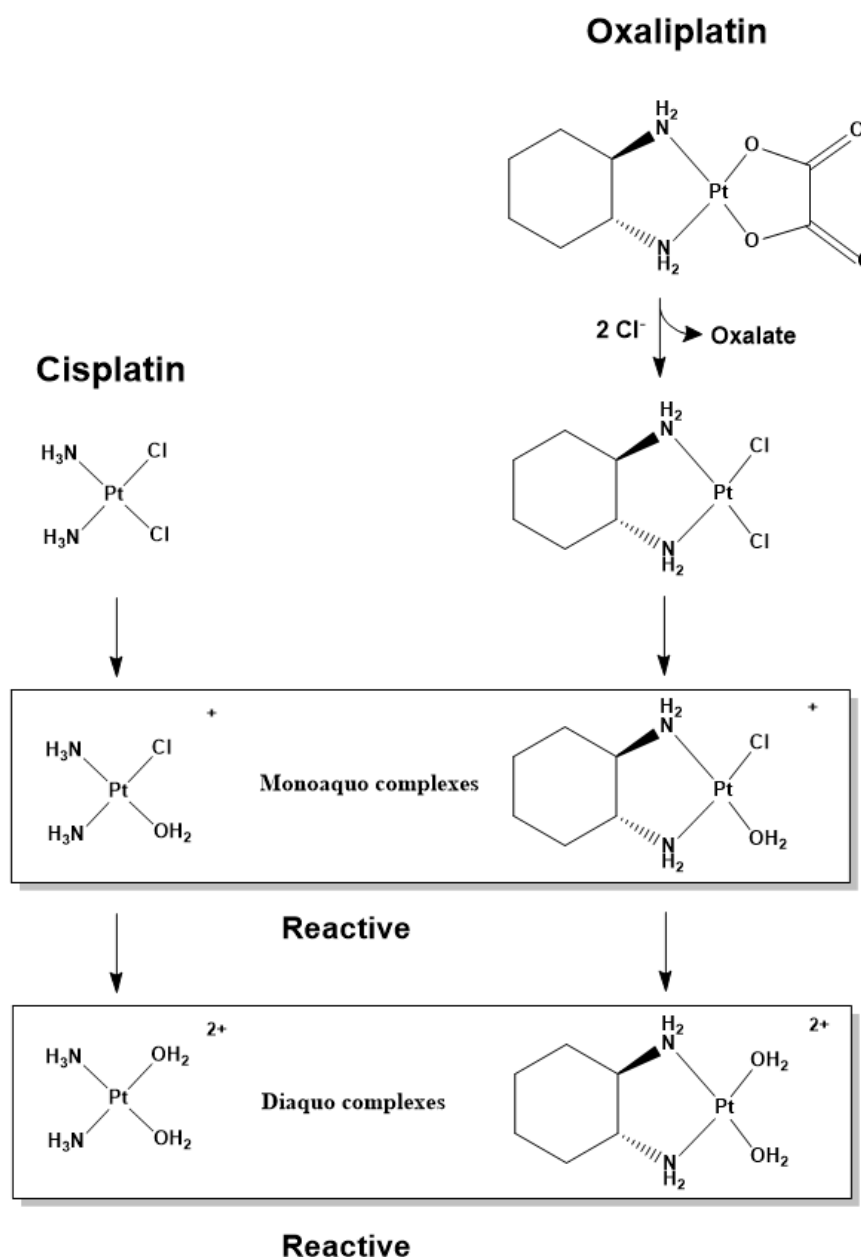 Oxaliplatin
H2
N
O
O
Pt
O
N
H2
2 Cl-
Oxalate
Cisplatin
H3N
Cl
Pt
H3N
Cl
H2
N
Cl
Pt
Cl
N
H2
+
H3N
Cl
Pt
H3N
OH2
Monoaquo complexes
+
H2
N
Cl
Pt
OH2
N
H2
Reactive
2+
H3N
OH2
Pt
H3N
OH2
Diaquo complexes
2+
H2
N
OH2
Pt
OH2
N
H2
Reactive